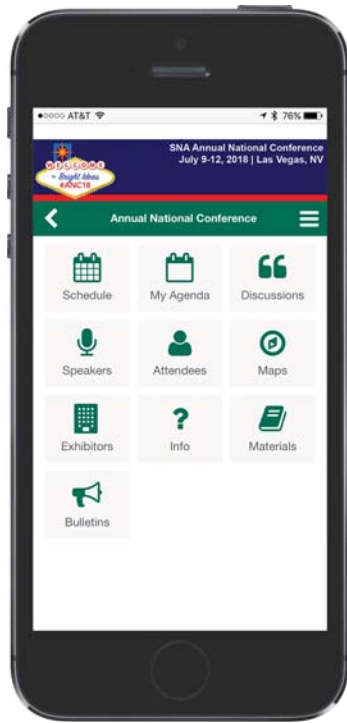 AT&T 76%
SNA Annual National Conference
July 9-12, 2018 | Las Vegas, NV
WELCOME
to
Bright Ideas
#ANC18
Annual National Conference
Schedule My Agenda Discussions
Speakers Attendees Maps
Exhibitors Info Materials
Bulletins